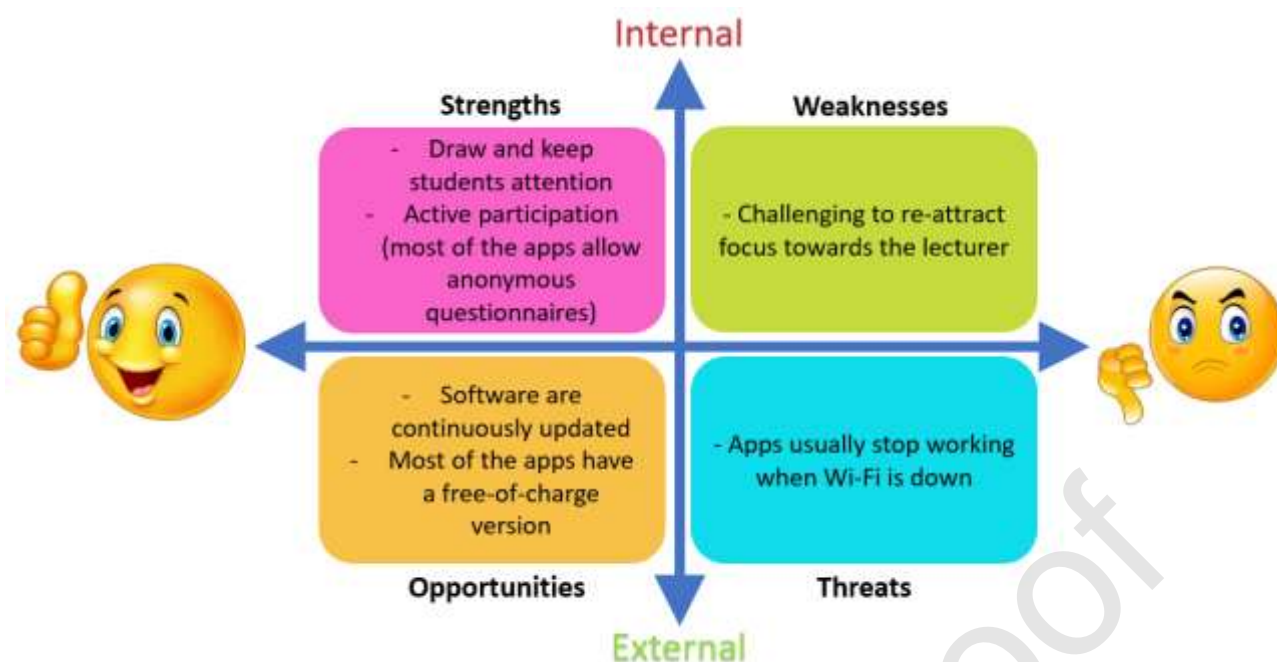 Internal
Strengths
- Draw and keep
students attention
- Active participation
(most of the apps allow
anonymous
questionnaires)
Weaknesses
- Challenging to re-attract
focus towards the lecturer
- Software are
continuously updated
- Most of the apps have
a free-of-charge
version
Opportunities
- Apps usually stop working
when Wi-Fi is down
Threats
External